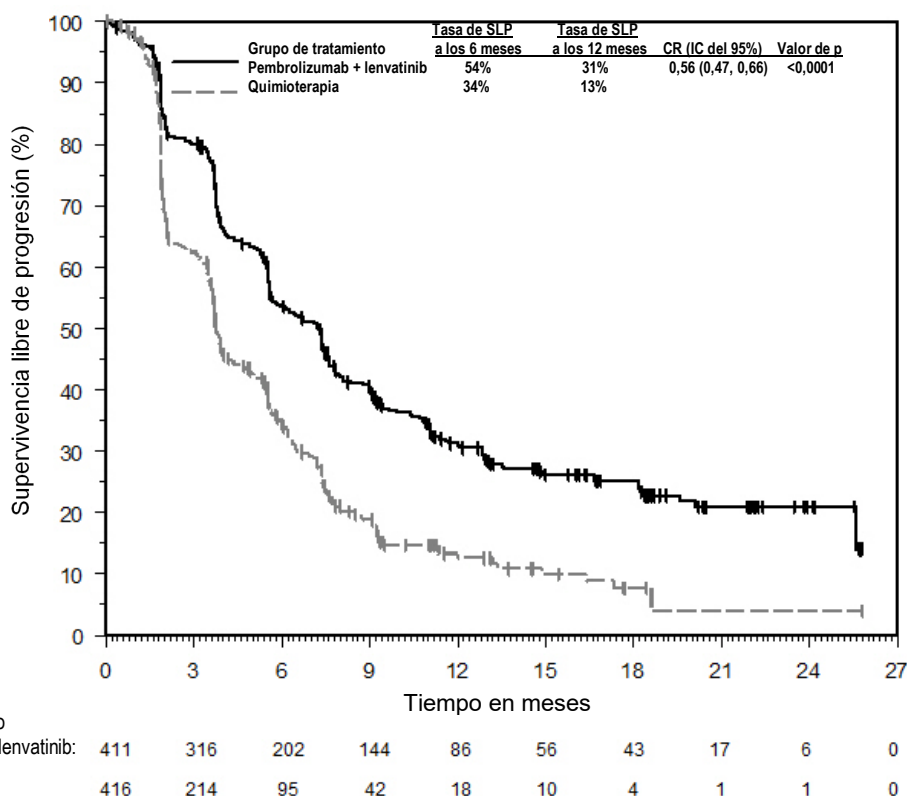 Tasa de SLP Tasa de SLP
Grupo de tratamiento a los 6 meses a los 12 meses CR (IC del 95%) Valor de p
Pembrolizumab + lenvatinib 54% 31% 0,56 (0,47, 0,66) <0,0001
Quimioterapia 34% 13%
Supervivencia libre de progresión (%)
100
90
80
70
60
50
40
30
20
10
0
0 3 6 9 12 15 18 21 24 27
Tiempo en meses
lenvatinib: 411 316 202 144 86 56 43 17 6 0
416 214 95 42 18 10 4 1 1 0